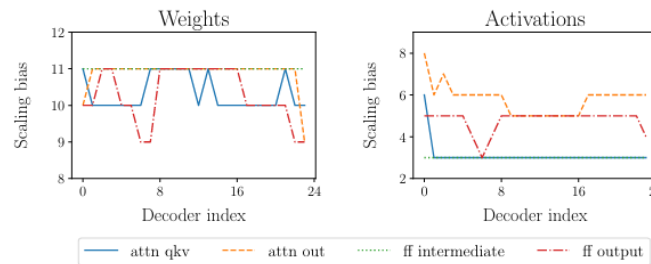 Weights
Scaling bias
12
11
10
9
8
0
8
16
24
Decoder index
Activations
Scaling bias
8
6
4
2
0
8
16
Decoder index
attn qkv
attn out
ff intermediate
ff output